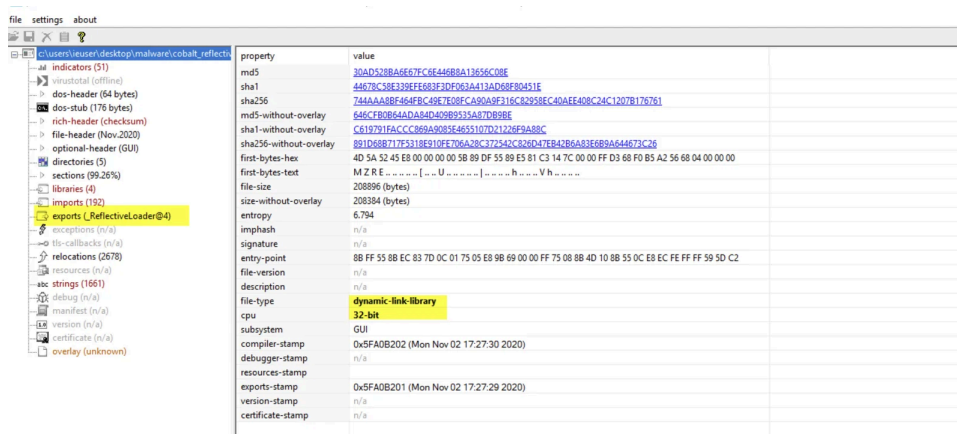 file settings about
c:\users\ieuser\desktop\malware\cobalt_reflectiv
indicators (51)
virustotal (offline)
dos-header (64 bytes)
dos-stub (176 bytes)
rich-header (checksum)
file-header (Nov.2020)
optional-header (GUI)
directories (5)
sections (99.26%)
libraries (4)
imports (192)
exports (_ReflectiveLoader@4)
exceptions (n/a)
tls-callbacks (n/a)
relocations (2678)
resources (n/a)
abc strings (1661)
debug (n/a)
manifest (n/a)
1.0 version (n/a)
certificate (n/a)
overlay (unknown)
property value
md5 30AD528BA6E67FC6E446B8A13656C08E
sha1 44678C58E339EFE683F3DF063A413AD68F80451E
sha256 744AAA8BF464FBC49E7E08FCA90A9F316C82958EC40AEE408C24C1207B176761
md5-without-overlay 646CFB0B64ADA84D409B9535A87DB9BE
sha1-without-overlay C619791FACCC869A9085E4655107D21226F9A88C
sha256-without-overlay 891D68B717F5318E910FE706A28C372542C826D47EB42B6A83E6B9A644673C26
first-bytes-hex 4D 5A 52 45 E8 00 00 00 00 5B 89 DF 55 89 E5 81 C3 14 7C 00 00 FF D3 68 F0 B5 A2 56 68 04 00 00 00
first-bytes-text M Z R E .. .. .. .. .. [ .. .. U .. .. .. .. .. | .. .. .. .. h .. .. .. V h .. .. .. ..
file-size 208896 (bytes)
size-without-overlay 208384 (bytes)
entropy 6.794
imphash n/a
signature n/a
entry-point 8B FF 55 8B EC 83 7D 0C 01 75 05 E8 9B 69 00 00 FF 75 08 8B 4D 10 8B 55 0C E8 EC FE FF FF 59 5D C2
file-version n/a
description n/a
file-type dynamic-link-library
cpu 32-bit
subsystem GUI
compiler-stamp 0x5FA0B202 (Mon Nov 02 17:27:30 2020)
debugger-stamp n/a
resources-stamp
exports-stamp 0x5FA0B201 (Mon Nov 02 17:27:29 2020)
version-stamp n/a
certificate-stamp n/a